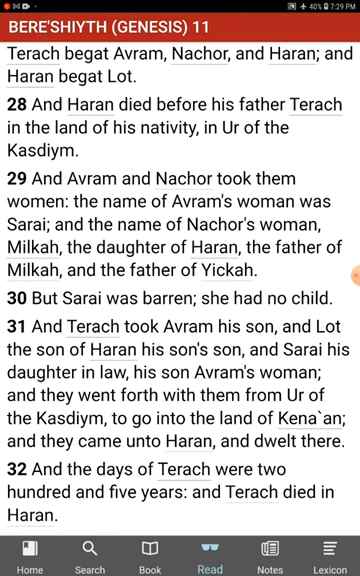 40% 7:29 PM
BERE'SHIYTH (GENESIS) 11
Terach begat Avram, Nachor, and Haran; and
Haran begat Lot.
28 And Haran died before his father Terach
in the land of his nativity, in Ur of the
Kasdiym.
29 And Avram and Nachor took them
women: the name of Avram's woman was
Sarai; and the name of Nachor's woman,
Milkah, the daughter of Haran, the father of
Milkah, and the father of Yickah.
30 But Sarai was barren; she had no child.
31 And Terach took Avram his son, and Lot
the son of Haran his son's son, and Sarai his
daughter in law, his son Avram's woman;
and they went forth with them from Ur of
the Kasdiym, to go into the land of Kena`an;
and they came unto Haran, and dwelt there.
32 And the days of Terach were two
hundred and five years: and Terach died in
Haran.
Home Search Book Read Notes Lexicon